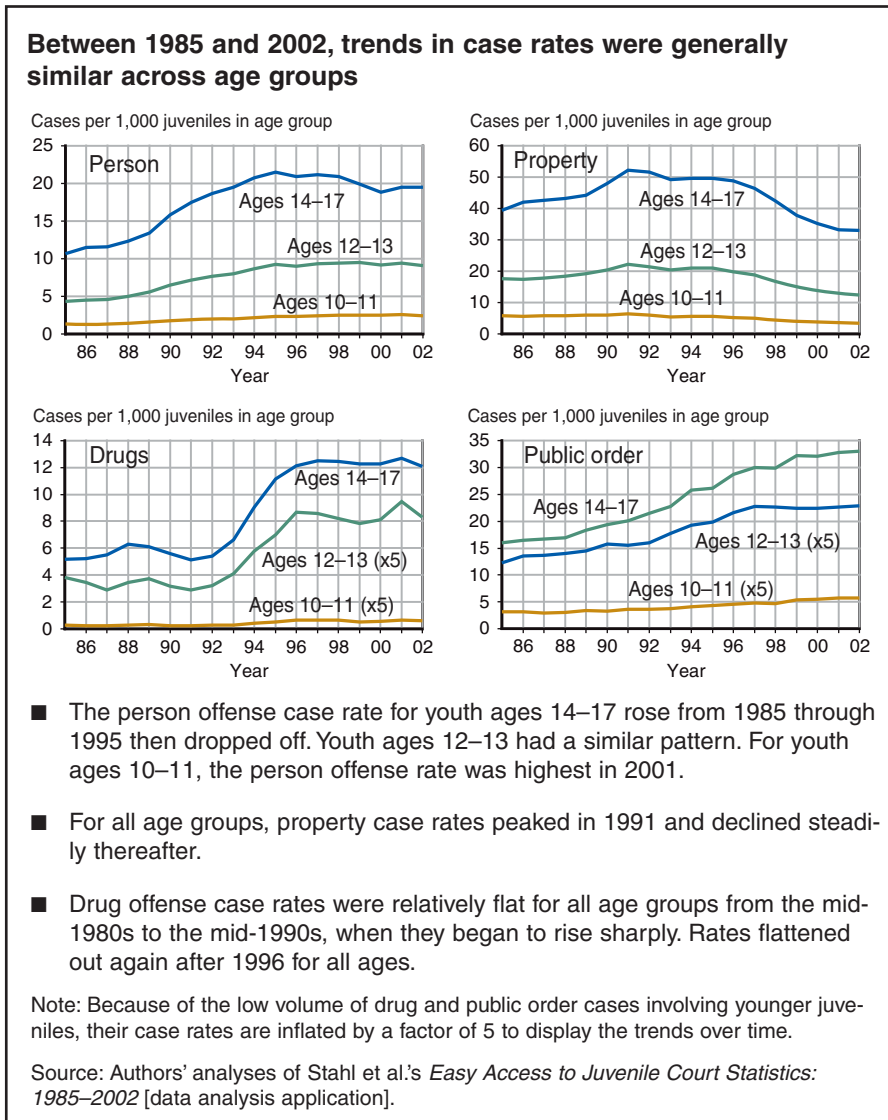 Between 1985 and 2002, trends in case rates were generally
similar across age groups
Cases per 1,000 juveniles in age group
25
20
15
10
5
0
Person
Ages 14–17
Ages 12–13
Ages 10–11
86 88 90 92 94 96 98 00 02
Year
Cases per 1,000 juveniles in age group
60
50
40
30
20
10
0
Property
Ages 14–17
Ages 12–13
Ages 10–11
86 88 90 92 94 96 98 00 02
Year
Cases per 1,000 juveniles in age group
14
12
10
8
6
4
2
0
Drugs
Ages 14–17
Ages 12–13 (x5)
Ages 10–11 (x5)
86 88 90 92 94 96 98 00 02
Year
Cases per 1,000 juveniles in age group
35
30
25
20
15
10
5
0
Public order
Ages 14–17
Ages 12–13 (x5)
Ages 10–11 (x5)
86 88 90 92 94 96 98 00 02
Year
■ The person offense case rate for youth ages 14–17 rose from 1985 through
1995 then dropped off. Youth ages 12–13 had a similar pattern. For youth
ages 10–11, the person offense rate was highest in 2001.
■ For all age groups, property case rates peaked in 1991 and declined steadi-
ly thereafter.
■ Drug offense case rates were relatively flat for all age groups from the mid-
1980s to the mid-1990s, when they began to rise sharply. Rates flattened
out again after 1996 for all ages.
Note: Because of the low volume of drug and public order cases involving younger juve-
niles, their case rates are inflated by a factor of 5 to display the trends over time.
Source: Authors’ analyses of Stahl et al.’s Easy Access to Juvenile Court Statistics:
1985–2002 [data analysis application].